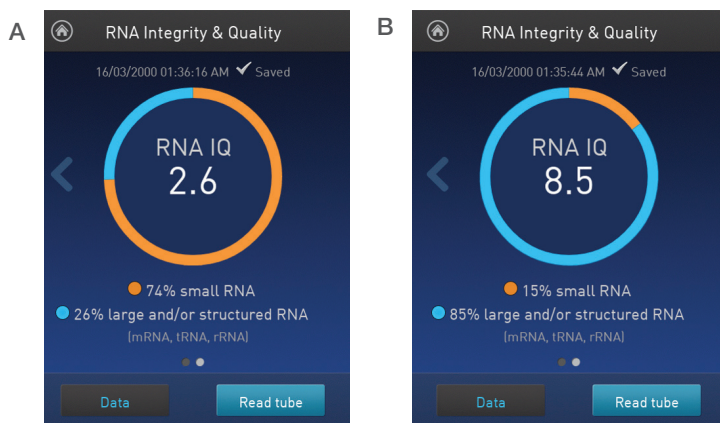 A
RNA Integrity & Quality
16/03/2000 01:36:16 AM Saved
RNA IQ
2.6
74% small RNA
26% large and/or structured RNA
(mRNA, tRNA, rRNA)
Data
Read tube
B
RNA Integrity & Quality
16/03/2000 01:35:44 AM Saved
RNA IQ
8.5
15% small RNA
85% large and/or structured RNA
(mRNA, tRNA, rRNA)
Data
Read tube